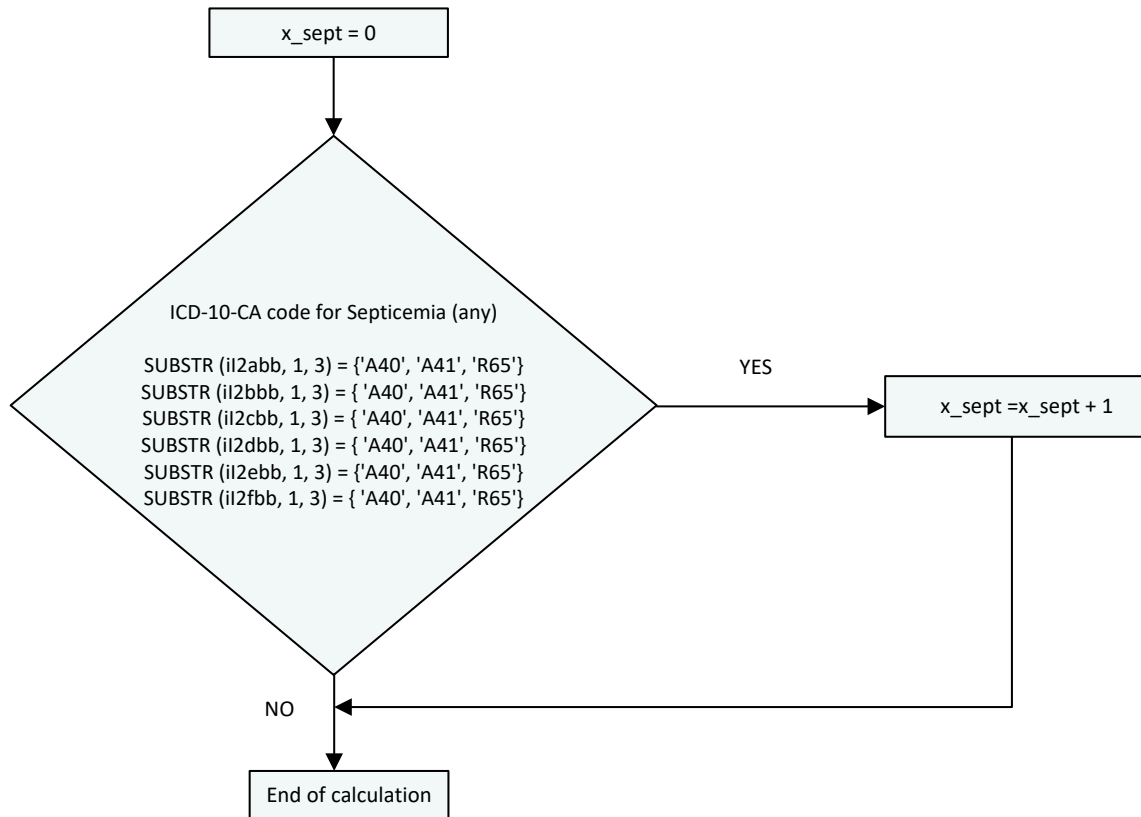 x_sept = 0
ICD-10-CA code for Septicemia (any)
SUBSTR (iI2abb, 1, 3) = {'A40', 'A41', 'R65'}
SUBSTR (iI2bbb, 1, 3) = { 'A40', 'A41', 'R65'}
SUBSTR (iI2cbb, 1, 3) = { 'A40', 'A41', 'R65'}
SUBSTR (iI2dbb, 1, 3) = { 'A40', 'A41', 'R65'}
SUBSTR (iI2ebb, 1, 3) = {'A40', 'A41', 'R65'}
SUBSTR (iI2fbb, 1, 3) = { 'A40', 'A41', 'R65'}
YES
x_sept =x_sept + 1
NO
End of calculation